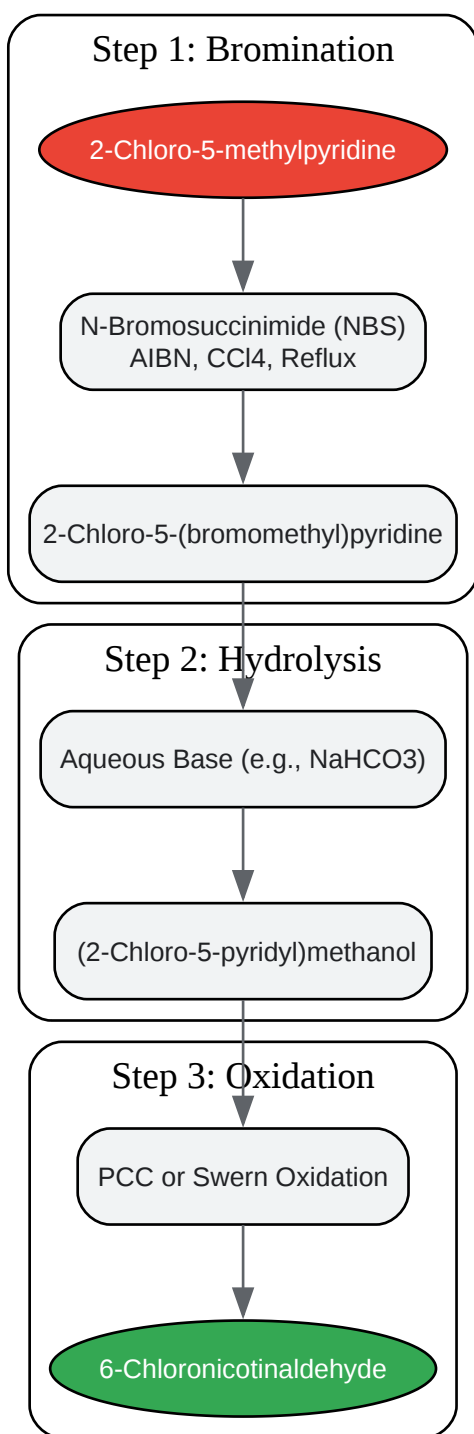 Step 1: Bromination
2-Chloro-5-methylpyridine
N-Bromosuccinimide (NBS)
AIBN, CCl4, Reflux
2-Chloro-5-(bromomethyl)pyridine
Step 2: Hydrolysis
Aqueous Base (e.g., NaHCO3)
(2-Chloro-5-pyridyl)methanol
Step 3: Oxidation
PCC or Swern Oxidation
6-Chloronicotinaldehyde